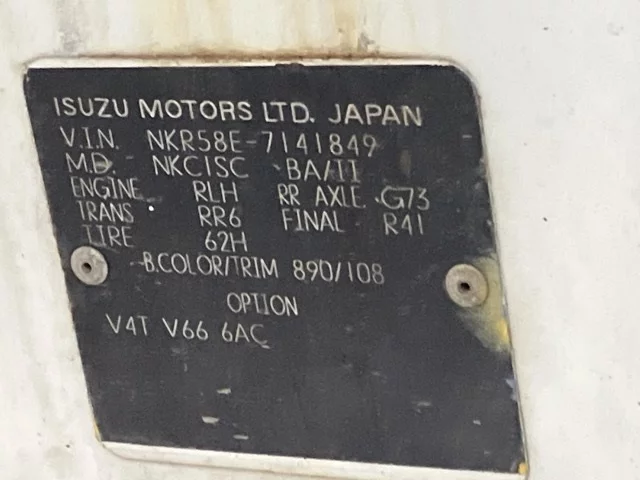 ISUZU MOTORS LTD. JAPAN
V.I.N. NKR58E-7141849
M.D. NKC1SC BA/II
ENGINE RLH RR AXLE G73
TRANS RR6 FINAL R41
TIRE 62H
B.COLOR/TRIM 890/108
OPTION
V4T V66 6AC